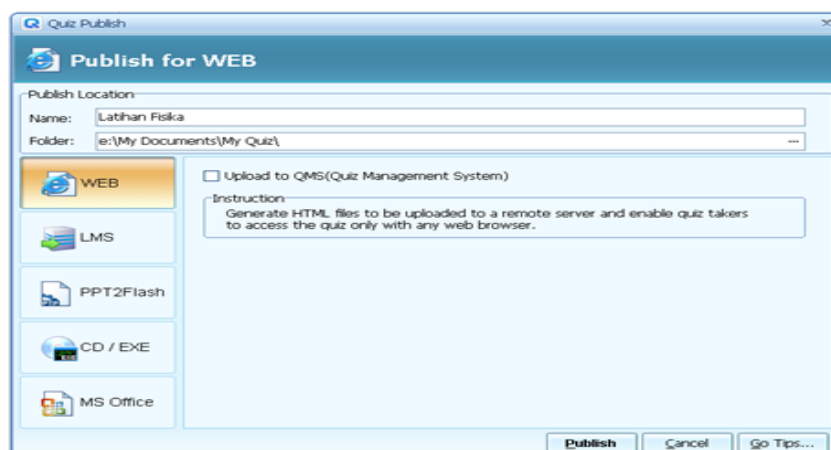 Quiz Publish
Publish for WEB
Publish Location
Name: Latihan Fisika
Folder: e:\My Documents\My Quiz\ ...
WEB
Upload to QMS(Quiz Management System)
Instruction
Generate HTML files to be uploaded to a remote server and enable quiz takers
to access the quiz only with any web browser.
LMS
PPT2Flash
CD / EXE
MS Office
Publish Cancel Go Tips...